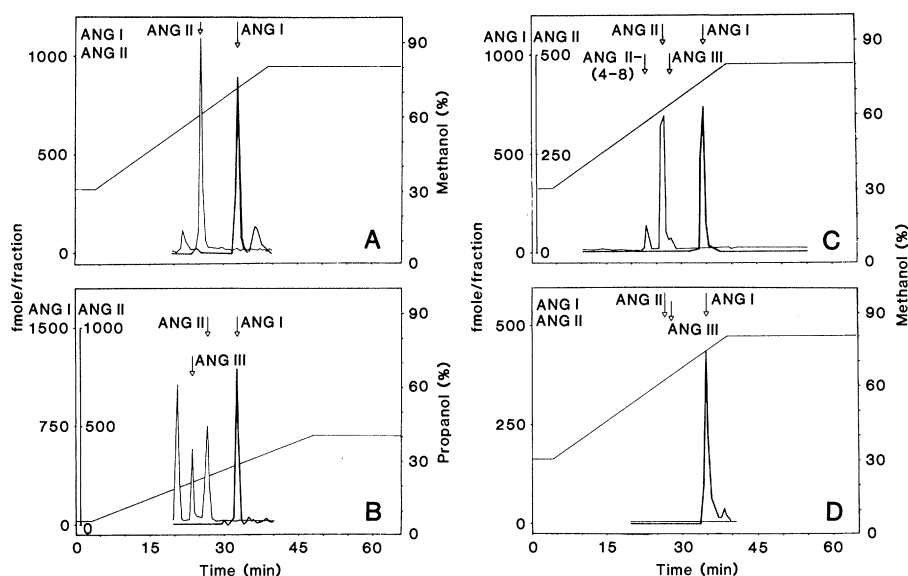 ANG I
ANG II
ANG II
ANG I
1000
500
0
90
60
30
0
Methanol (%)
A
ANG I
ANG II
1500
750
0
1000
500
0
ANG II
ANG I
ANG III
90
60
30
0
Propanol (%)
B
fmole/fraction
0
15
30
45
60
Time (min)
ANG I
ANG II
1000
500
0
500
250
0
ANG II
ANG I
ANG II-
(4-8)
ANG III
90
60
30
0
C
ANG I
ANG II
ANG II
ANG I
ANG III
500
250
0
90
60
30
0
Methanol (%)
D
fmole/fraction
0
15
30
45
60
Time (min)